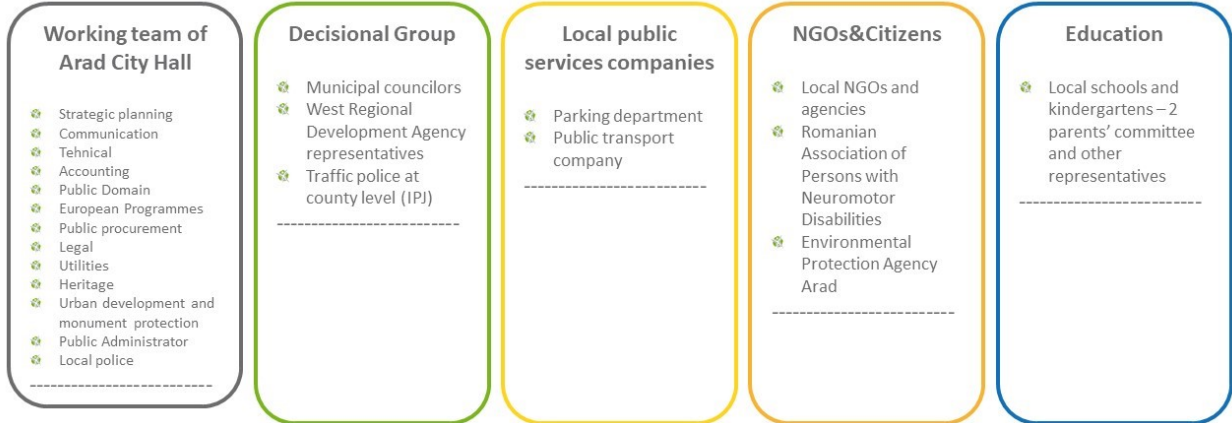 Working team of
Arad City Hall
Strategic planning
Communication
Tehnical
Accounting
Public Domain
European Programmes
Public procurement
Legal
Utilities
Heritage
Urban development and
monument protection
Public Administrator
Local police
---------------------------
Decisional Group
Municipal councilors
West Regional
Development Agency
representatives
Traffic police at
county level (IPJ)
---------------------------
Local public
services companies
Parking department
Public transport
company
---------------------------
NGOs&Citizens
Local NGOs and
agencies
Romanian
Association of
Persons with
Neuromotor
Disabilities
Environmental
Protection Agency
Arad
---------------------------
Education
Local schools and
kindergartens – 2
parents’ committee
and other
representatives
---------------------------